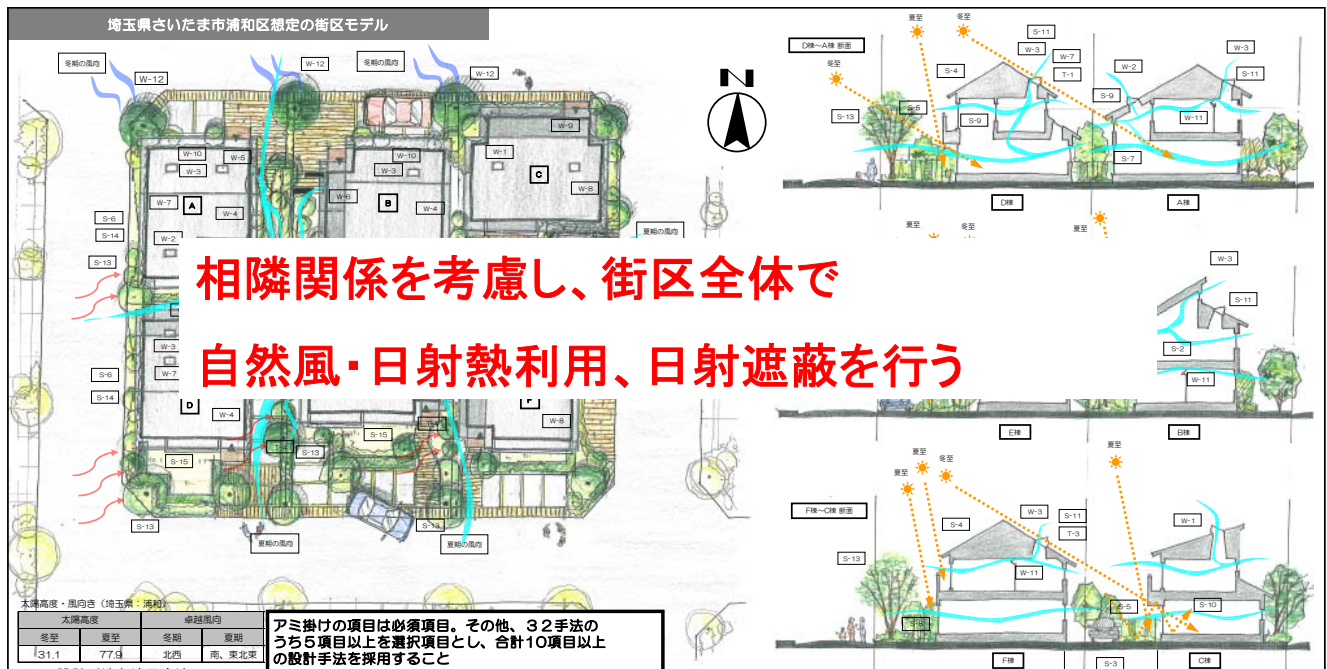 埼玉県さいたま市浦和区想定の街区モデル
冬期の風向
W-12
W-12
冬期の風向
W-12
W-10
W-5
W-3
W-7
A
W-4
W-2
S-6
S-14
S-13
W-10
W-3
W-6
B
W-4
W-9
W-1
C
W-8
夏期の風向
N
相隣関係を考慮し、街区全体で
自然風・日射熱利用、日射遮蔽を行う
W-3
W-7
S-6
S-14
D
W-4
F
W-8
S-15
S-13
S-15
S-13
S-13
夏期の風向
夏期の風向
D棟~A棟 断面
夏至
冬至
冬至
S-11
W-3
W-7
T-1
S-4
S-5
S-9
S-13
W-2
S-9
W-3
S-11
W-11
S-7
D棟
A棟
夏至
冬至
夏至
W-3
S-11
S-2
W-11
E棟
B棟
F棟~C棟 断面
夏至
夏至
冬至
夏至
S-4
W-3
S-11
T-3
W-1
S-13
W-11
S-8
S-5
S-10
F棟
S-3
C棟
太陽高度・風向き(埼玉県:浦和)
太陽高度 卓越風向
冬至 夏至 冬期 夏期
31.1 77.9 北西 南、東北東
アミ掛けの項目は必須項目。その他、32手法の
うち5項目以上を選択項目とし、合計10項目以上
の設計手法を採用すること